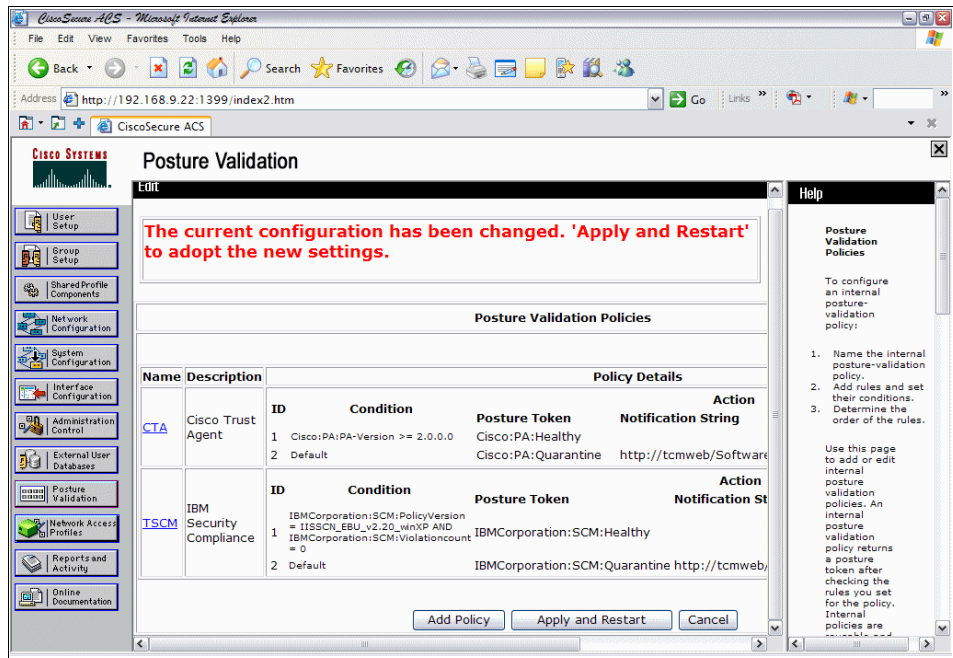 CiscoSecure ACS - Microsoft Internet Explorer
File Edit View Favorites Tools Help
Back Search Favorites
Address http://192.168.9.22:1399/index2.htm Go Links »
CiscoSecure ACS
CISCO SYSTEMS
Posture Validation
User
Setup
Group
Setup
Shared Profile
Components
Network
Configuration
System
Configuration
Interface
Configuration
Administration
Control
External User
Databases
Posture
Validation
Network Access
Profiles
Reports and
Activity
Online
Documentation
Edit
The current configuration has been changed. 'Apply and Restart'
to adopt the new settings.
Posture Validation Policies
Name Description Policy Details
CTA
Cisco Trust
Agent
Action
ID Condition Posture Token Notification String
1 Cisco:PA:PA-Version >= 2.0.0.0 Cisco:PA:Healthy
2 Default Cisco:PA:Quarantine http://tcmweb/Software
TSCM
IBM
Security
Compliance
Action
ID Condition Posture Token Notification St
1 IBMCorporation:SCM:PolicyVersion
= IISSCN_EBU_v2.20_winXP AND
IBMCorporation:SCM:Violationcount
= 0
IBMCorporation:SCM:Healthy
2 Default IBMCorporation:SCM:Quarantine http://tcmweb/
Add Policy Apply and Restart Cancel
Help
Posture
Validation
Policies
To configure
an internal
posture-
validation
policy:
1. Name the internal
posture-validation
policy.
2. Add rules and set
their conditions.
3. Determine the
order of the rules.
Use this page
to add or edit
internal
posture
validation
policies. An
internal
posture
validation
policy returns
a posture
token after
checking the
rules you set
for the policy.
Internal
policies are